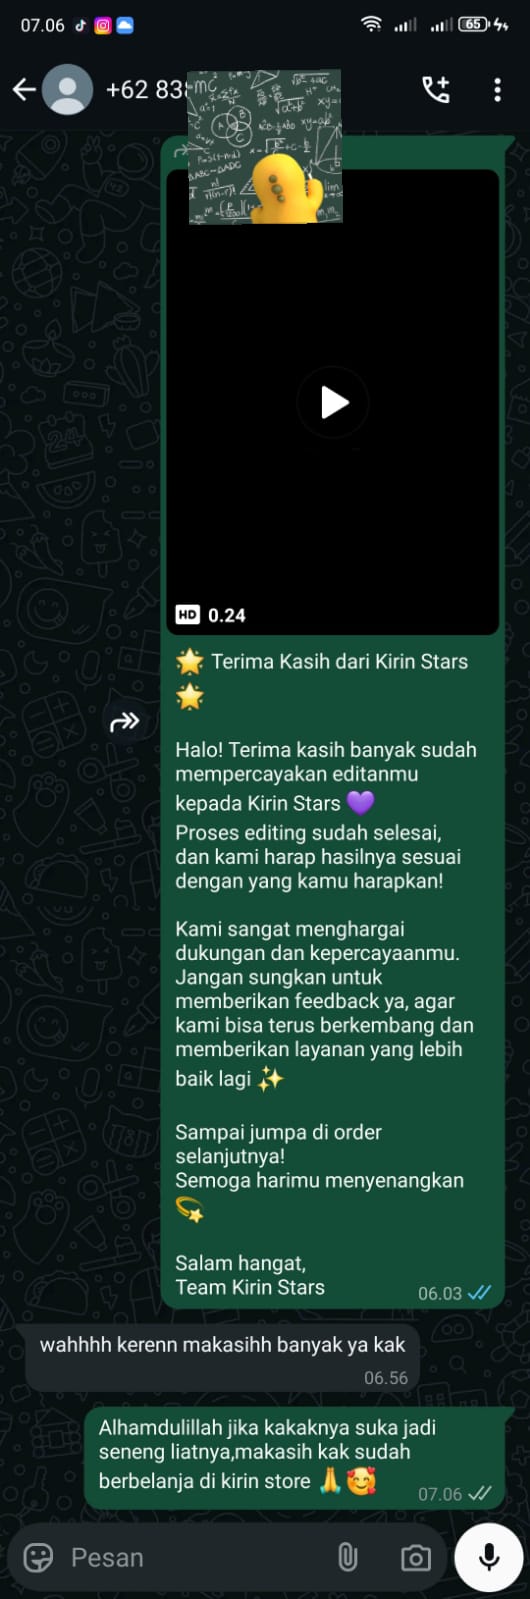 07.06
65
+62 838
HD 0.24
🌟 Terima Kasih dari Kirin Stars
🌟
Halo! Terima kasih banyak sudah
mempercayakan editanmu
kepada Kirin Stars 💜
Proses editing sudah selesai,
dan kami harap hasilnya sesuai
dengan yang kamu harapkan!
Kami sangat menghargai
dukungan dan kepercayaanmu.
Jangan sungkan untuk
memberikan feedback ya, agar
kami bisa terus berkembang dan
memberikan layanan yang lebih
baik lagi ✨
Sampai jumpa di order
selanjutnya!
Semoga harimu menyenangkan
💫
Salam hangat,
Team Kirin Stars
06.03
wahhhh kerenn makasihh banyak ya kak
06.56
Alhamdulillah jika kakaknya suka jadi
seneng liatnya,makasih kak sudah
berbelanja di kirin store 🙏🥰
07.06
Pesan